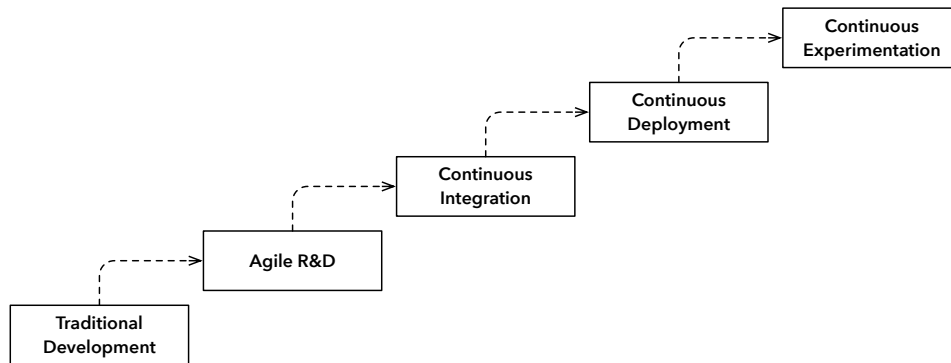 Continuous
Experimentation
Continuous
Deployment
Continuous
Integration
Agile R&D
Traditional
Development